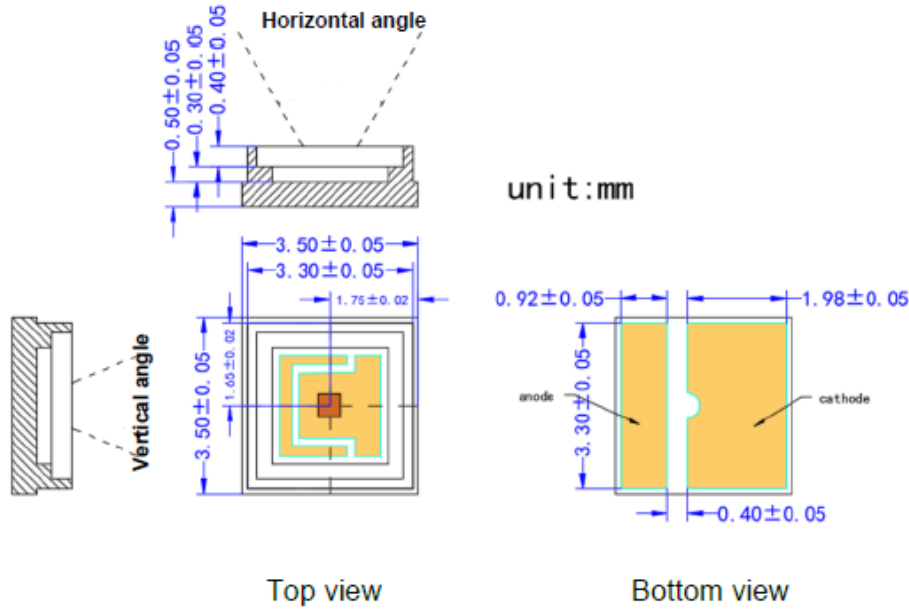 Horizontal angle
0.50±0.05
0.30±0.05
0.40±0.05
unit:mm
3.50±0.05
3.30±0.05
1.75±0.02
0.92±0.05
1.98±0.05
Vertical angle
3.50±0.05
1.65±0.02
3.30±0.05
anode
cathode
0.40±0.05
Top view
Bottom view